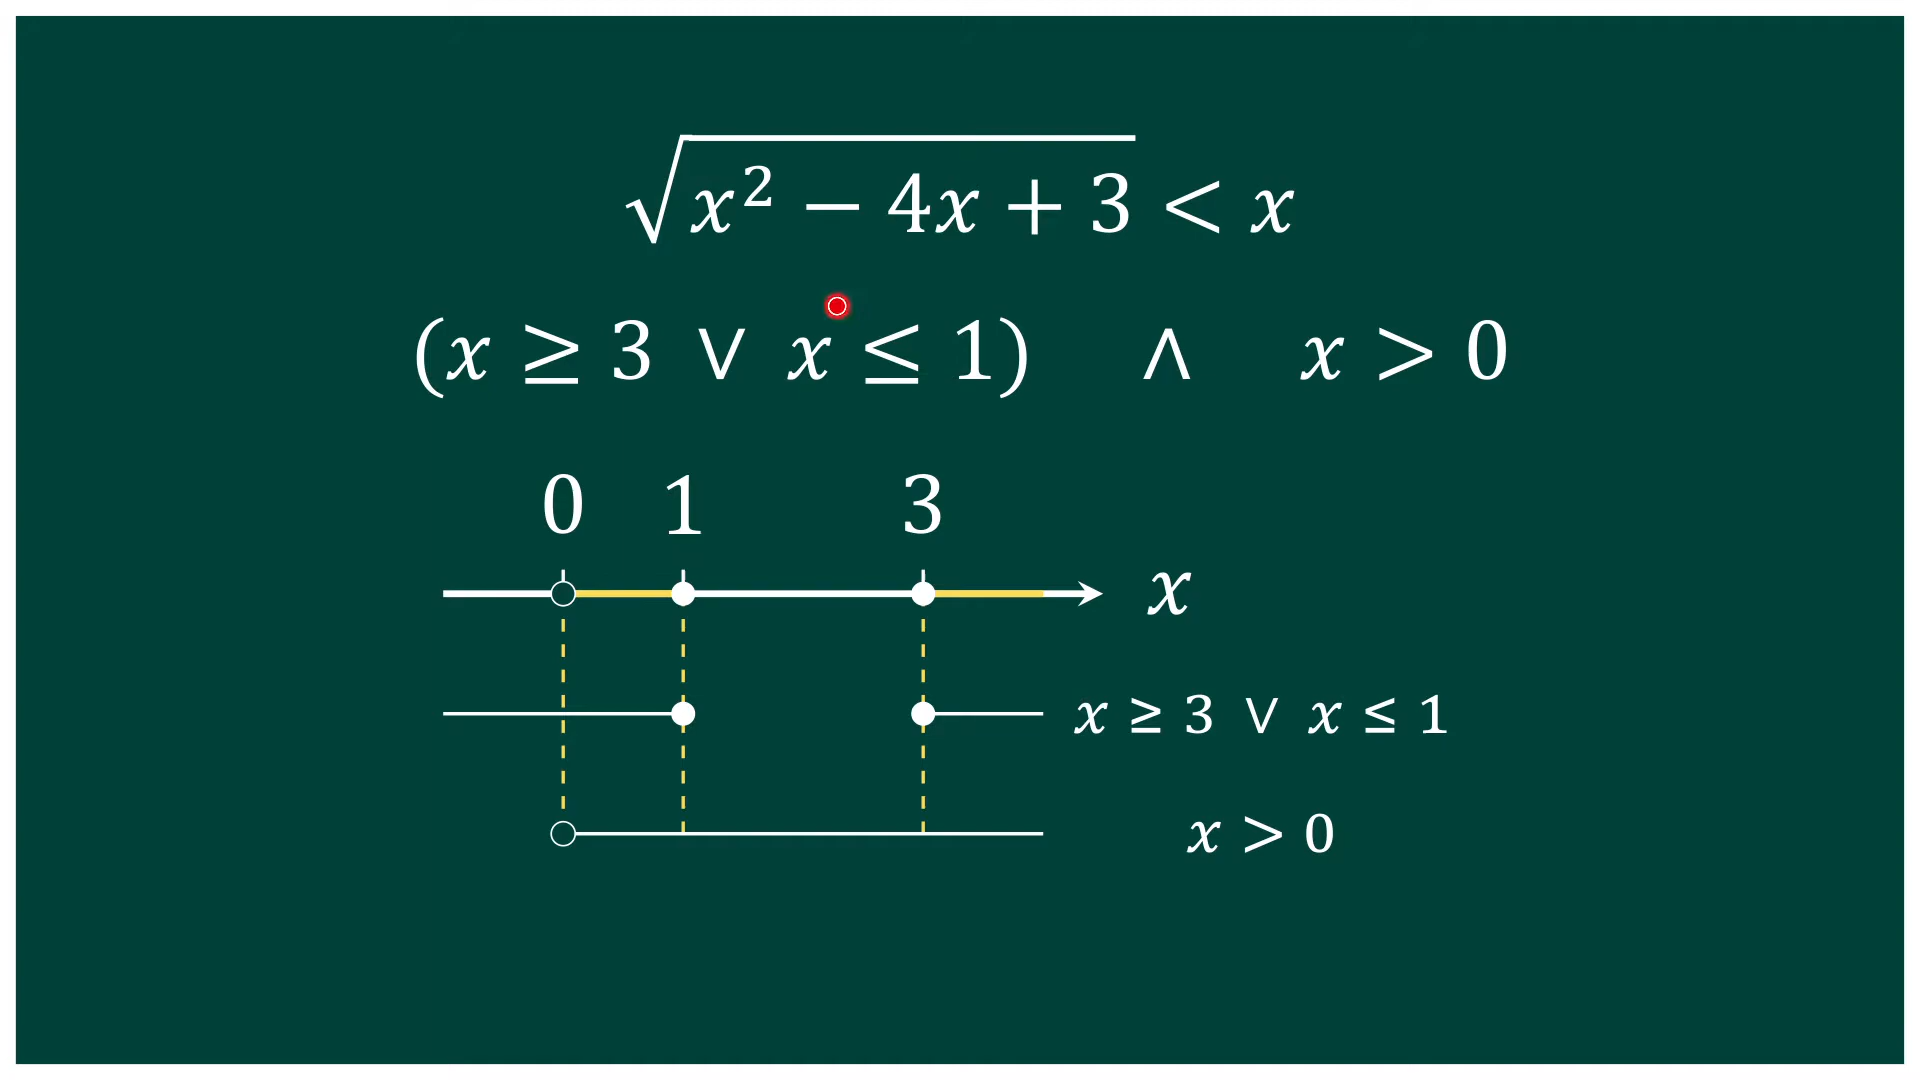 √(x² − 4x + 3) < x
(x ≥ 3 ∨ x ≤ 1) ∧ x > 0
0 1 3
x
x ≥ 3 ∨ x ≤ 1
x > 0